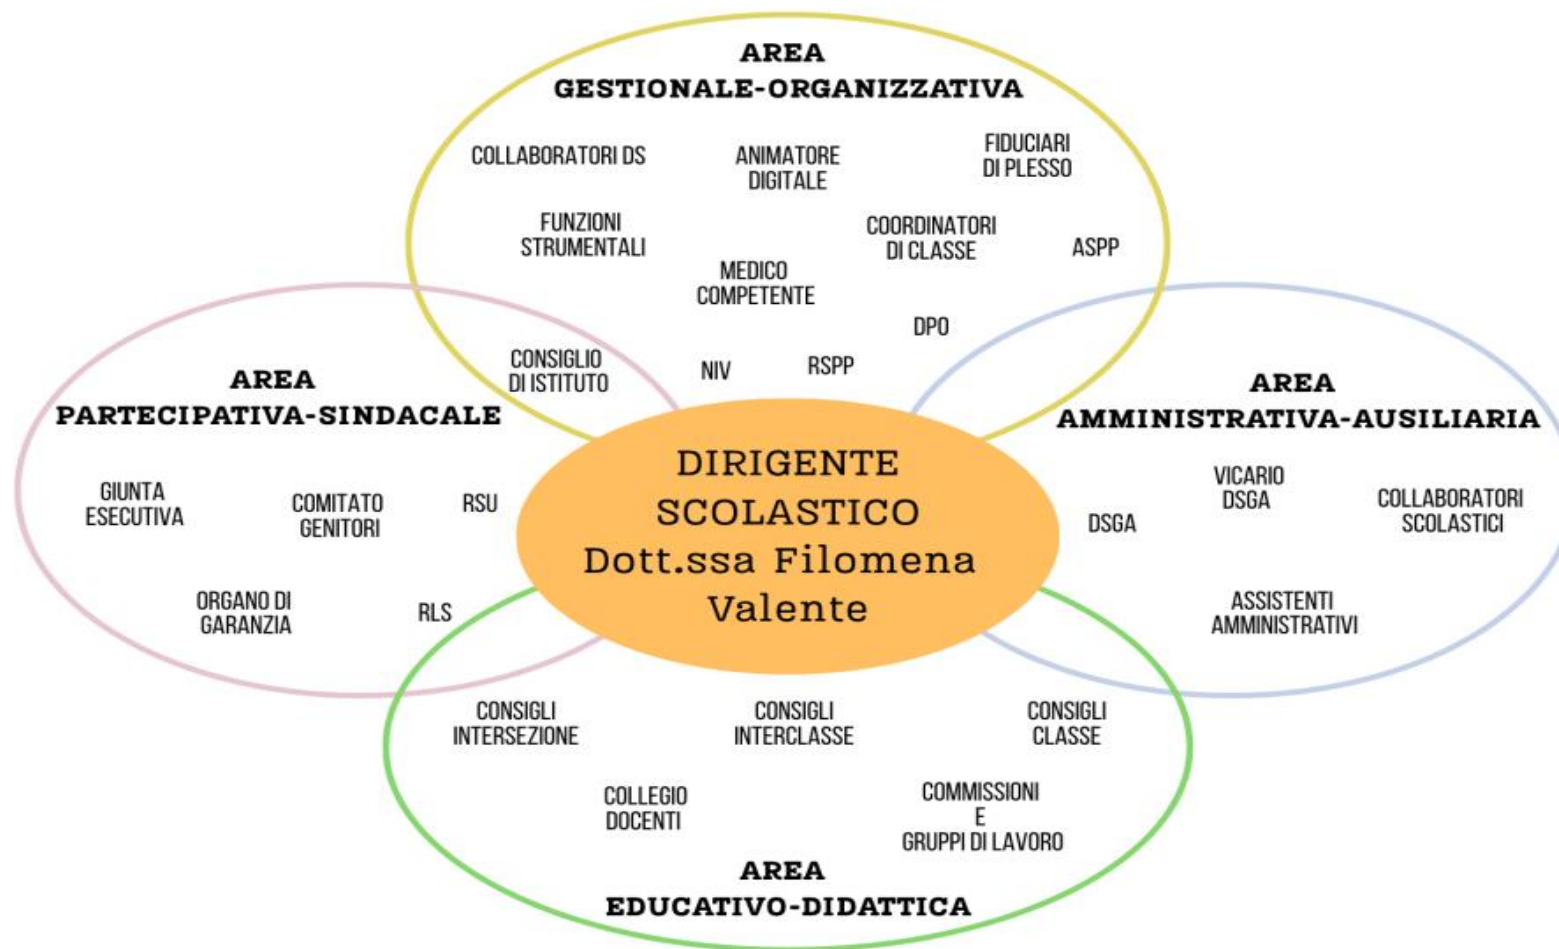 AREA
GESTIONALE-ORGANIZZATIVA
COLLABORATORI DS
ANIMATORE
DIGITALE
FIDUCIARI
DI PLESSO
FUNZIONI
STRUMENTALI
COORDINATORI
DI CLASSE
ASPP
MEDICO
COMPETENTE
DPO
CONSIGLIO
DI ISTITUTO
NIV
RSPP
AREA
PARTECIPATIVA-SINDACALE
GIUNTA
ESECUTIVA
COMITATO
GENITORI
RSU
ORGANO DI
GARANZIA
RLS
DIRIGENTE
SCOLASTICO
Dott.ssa Filomena
Valente
AREA
AMMINISTRATIVA-AUSILIARIA
DSGA
VICARIO
DSGA
COLLABORATORI
SCOLASTICI
ASSISTENTI
AMMINISTRATIVI
CONSIGLI
INTERSEZIONE
CONSIGLI
INTERCLASSE
CONSIGLI
CLASSE
COLLEGIO
DOCENTI
COMMISSIONI
E
GRUPPI DI LAVORO
AREA
EDUCATIVO-DIDATTICA